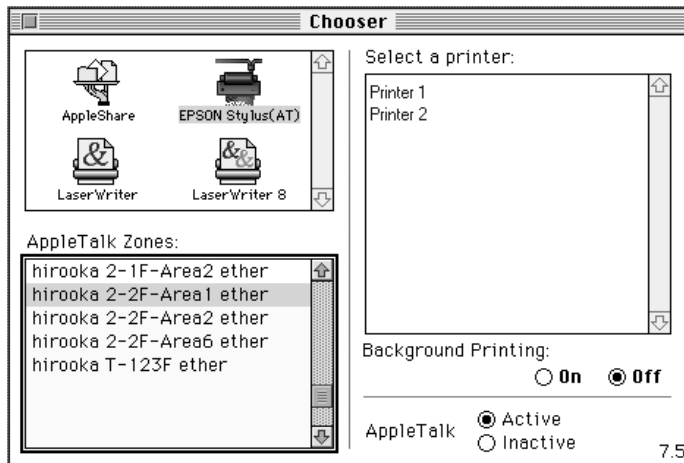 Chooser
AppleShare
EPSON Stylus(AT)
LaserWriter
LaserWriter 8
AppleTalk Zones:
hirooka 2-1F-Area2 ether
hirooka 2-2F-Area1 ether
hirooka 2-2F-Area2 ether
hirooka 2-2F-Area6 ether
hirooka T-123F ether
Select a printer:
Printer 1
Printer 2
Background Printing:
On Off
AppleTalk
Active
Inactive
7.5